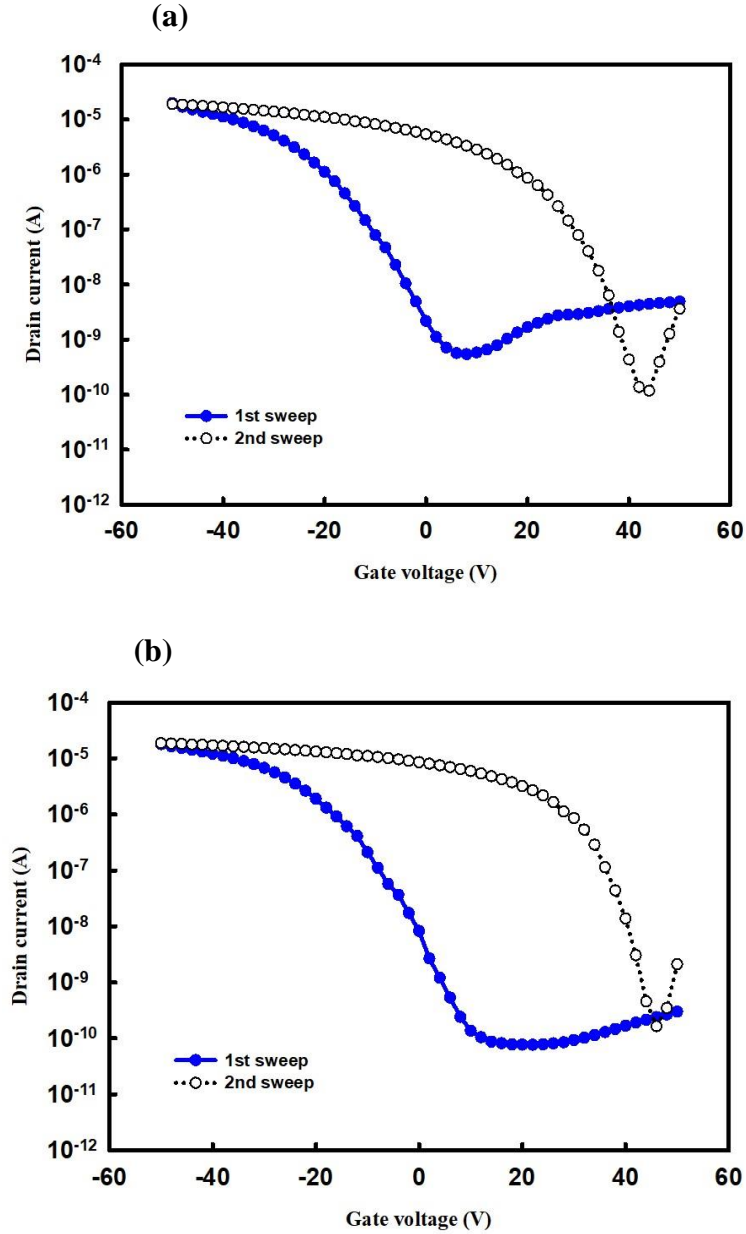 (a)
10-4
10-5
10-6
10-7
10-8
10-9
10-10
10-11
10-12
Drain current (A)
1st sweep
2nd sweep
-60 -40 -20 0 20 40 60
Gate voltage (V)
(b)
10-4
10-5
10-6
10-7
10-8
10-9
10-10
10-11
10-12
Drain current (A)
1st sweep
2nd sweep
-60 -40 -20 0 20 40 60
Gate voltage (V)